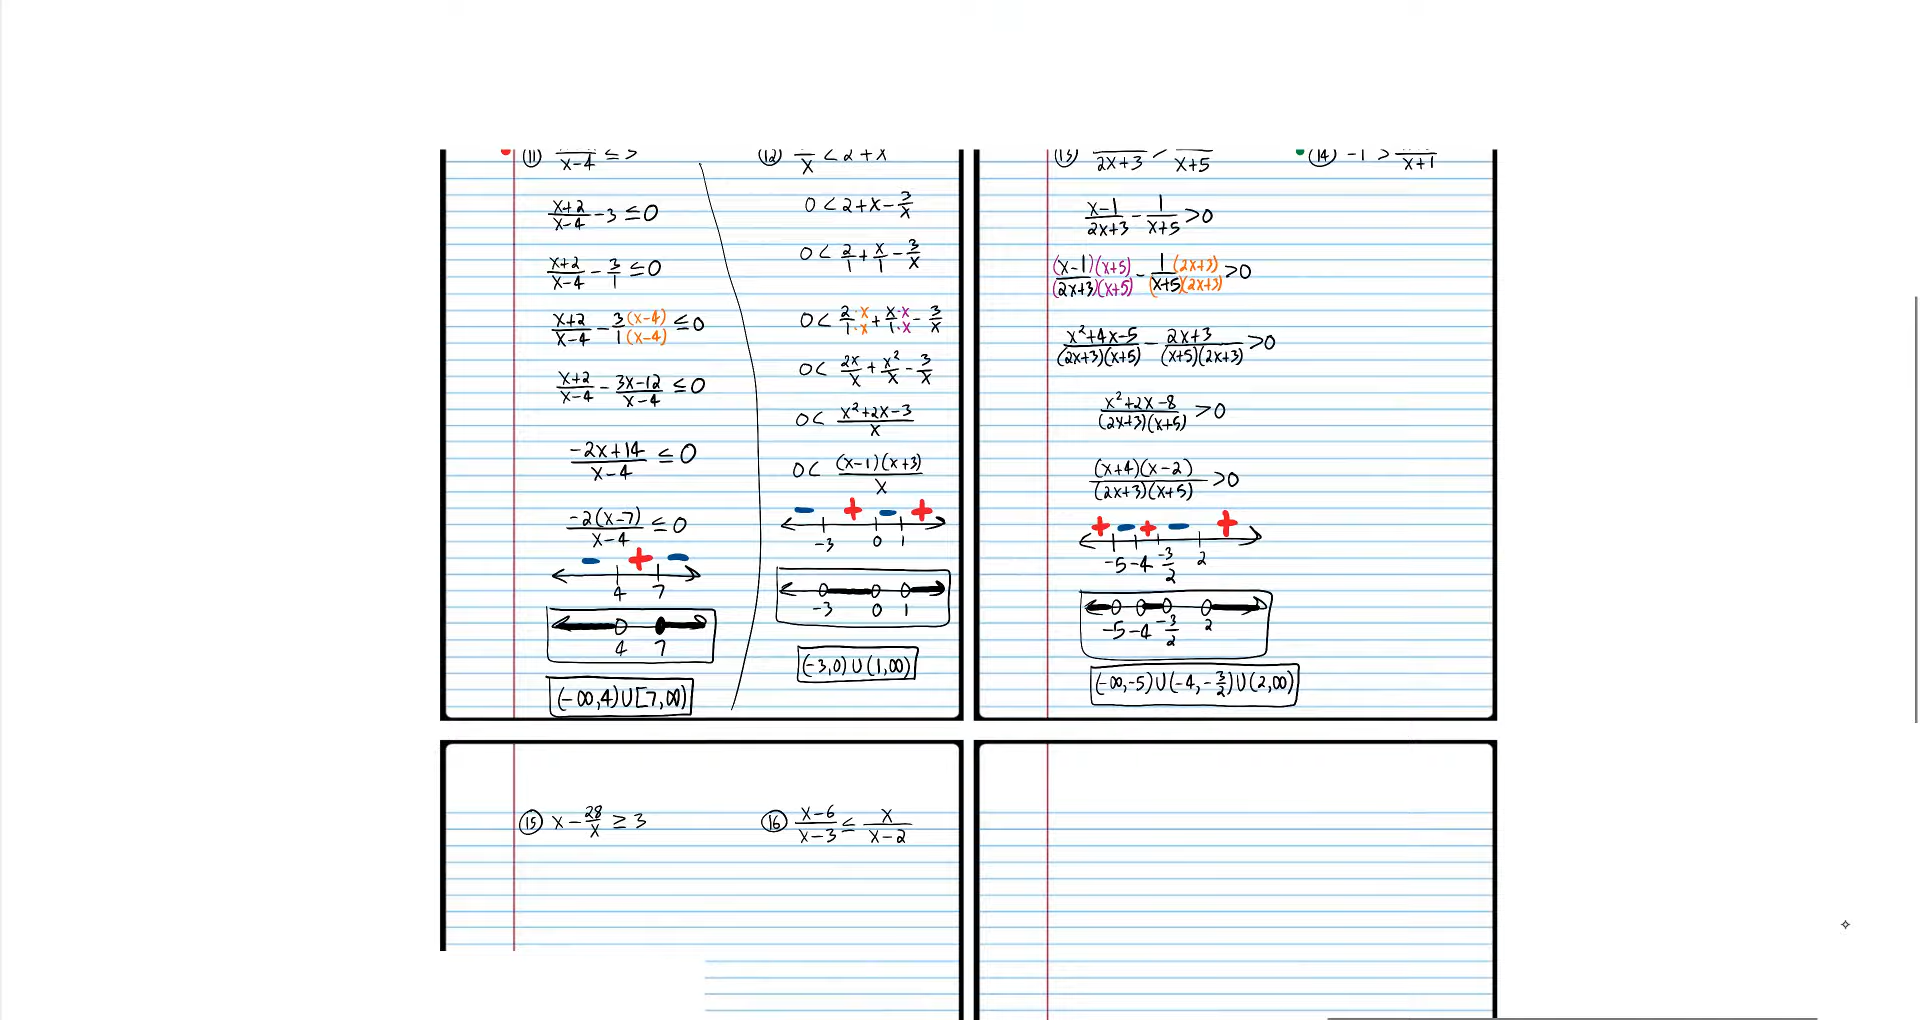 ⑪ x-4 ≤ 3
(x+2)/(x-4) - 3 ≤ 0
(x+2)/(x-4) - 3/1 ≤ 0
(x+2)/(x-4) - 3(x-4)/1(x-4) ≤ 0
(x+2)/(x-4) - (3x-12)/(x-4) ≤ 0
(-2x+14)/(x-4) ≤ 0
-2(x-7)/(x-4) ≤ 0
- + -
4 7
4 7
(-∞,4)∪[7,∞)
⑫ x < 2+x
0 < 2+x-3/x
0 < 2/1 + x/1 - 3/x
0 < 2·x/1·x + x·x/1·x - 3/x
0 < 2x/x + x²/x - 3/x
0 < (x²+2x-3)/x
0 < (x-1)(x+3)/x
- + - +
-3 0 1
-3 0 1
(-3,0)∪(1,∞)
⑬ 2x+3 > x+5
(x-1)/(2x+3) - 1/(x+5) > 0
(x-1)(x+5)/(2x+3)(x+5) - 1(2x+3)/(x+5)(2x+3) > 0
(x²+4x-5)/(2x+3)(x+5) - (2x+3)/(x+5)(2x+3) > 0
(x²+2x-8)/(2x+3)(x+5) > 0
(x+4)(x-2)/(2x+3)(x+5) > 0
+ - + - +
-5 -4 -3/2 2
-5 -4 -3/2 2
(-∞,-5)∪(-4,-3/2)∪(2,∞)
⑭ -1 > x+1
⑮ x - 28/x ≥ 3
⑯ (x-6)/(x-3) ≤ x/(x-2)